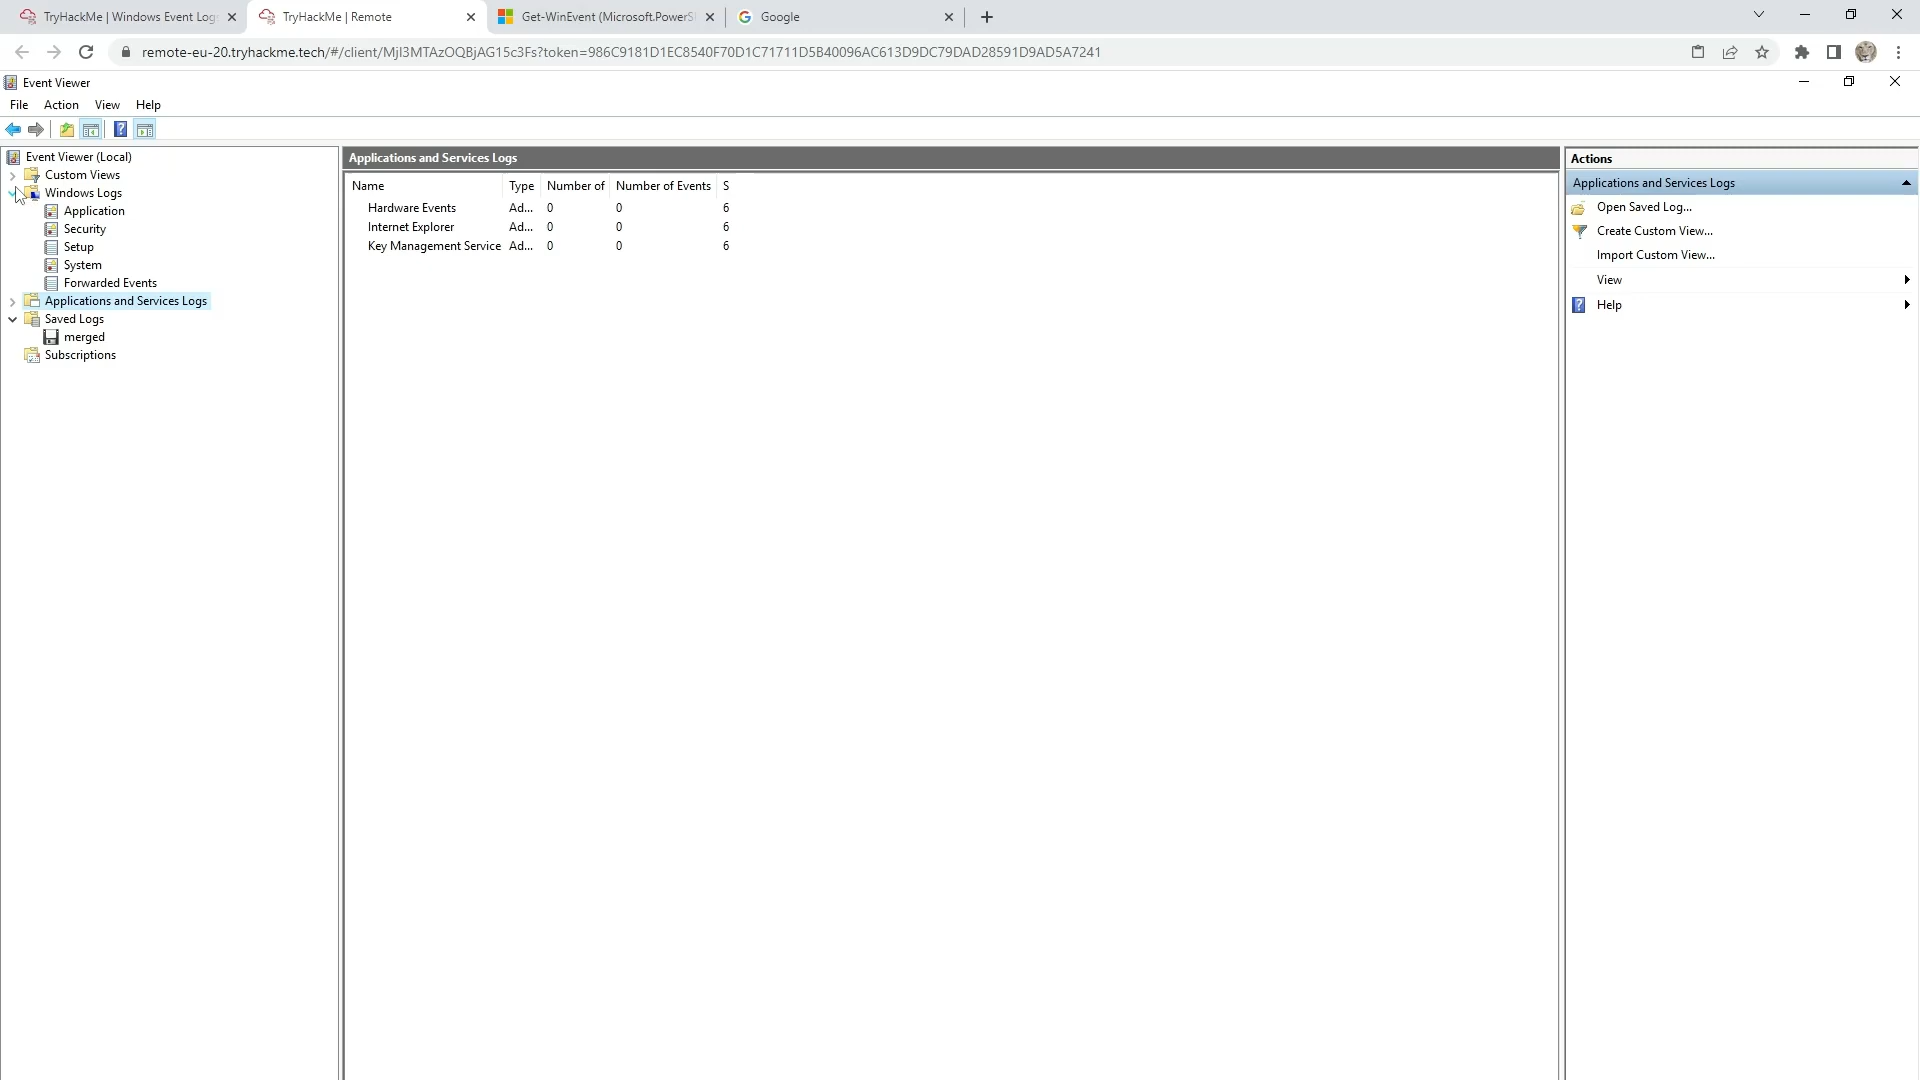 TryHackMe | Windows Event Log
TryHackMe | Remote
Get-WinEvent (Microsoft.PowerS
Google
remote-eu-20.tryhackme.tech/#/client/MjI3MTAzOQBjAG15c3Fs?token=986C9181D1EC8540F70D1C71711D5B40096AC613D9DC79DAD28591D9AD5A7241
Event Viewer
File Action View Help
Event Viewer (Local)
Custom Views
Windows Logs
Application
Security
Setup
System
Forwarded Events
Applications and Services Logs
Saved Logs
merged
Subscriptions
Applications and Services Logs
Name Type Number of Number of Events S
Hardware Events Ad... 0 0 6
Internet Explorer Ad... 0 0 6
Key Management Service Ad... 0 0 6
Actions
Applications and Services Logs
Open Saved Log...
Create Custom View...
Import Custom View...
View
Help